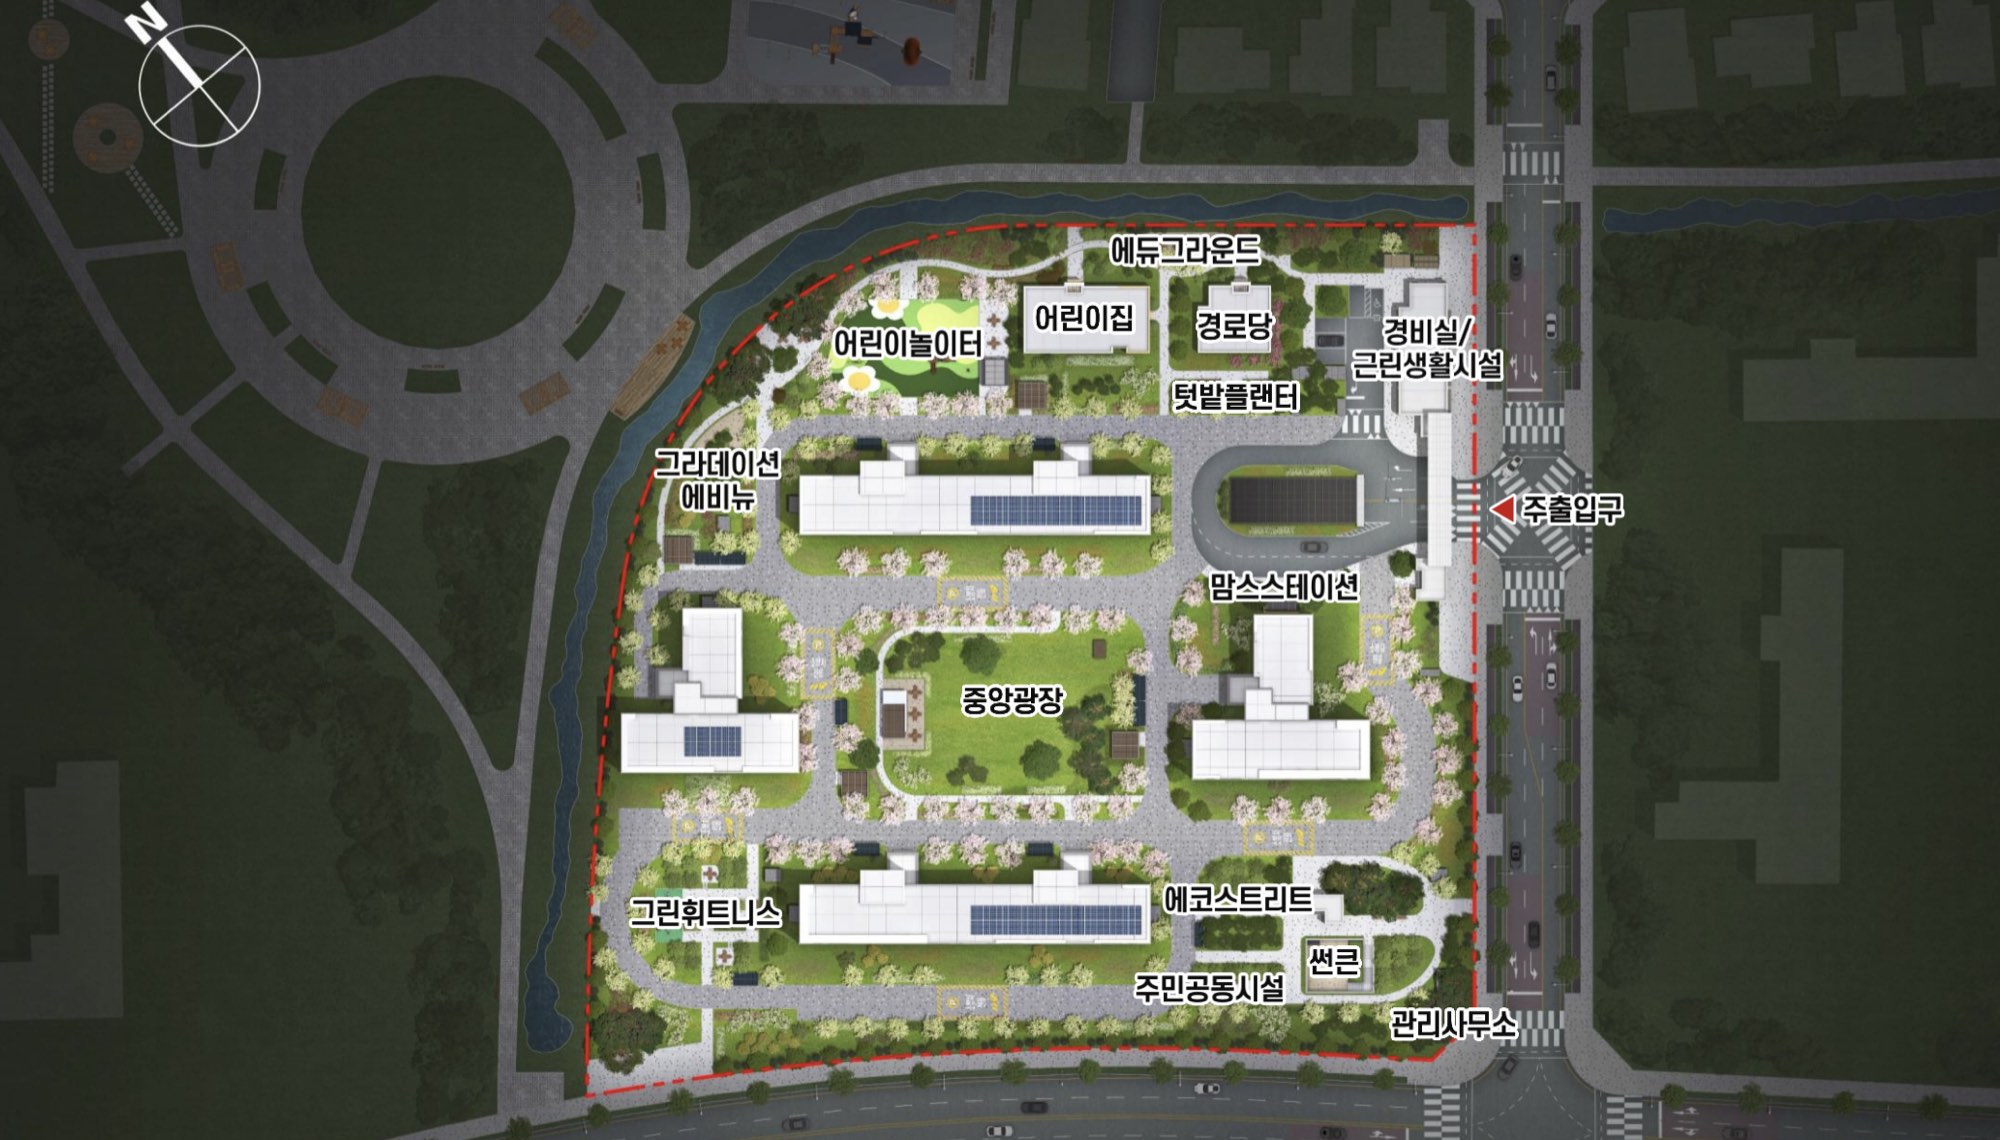 N
에듀그라운드
어린이집
경로당
경비실/
근린생활시설
어린이놀이터
텃밭플랜터
그라데이션
에비뉴
주출입구
맘스스테이션
중앙광장
그린휘트니스
에코스트리트
썬큰
주민공동시설
관리사무소